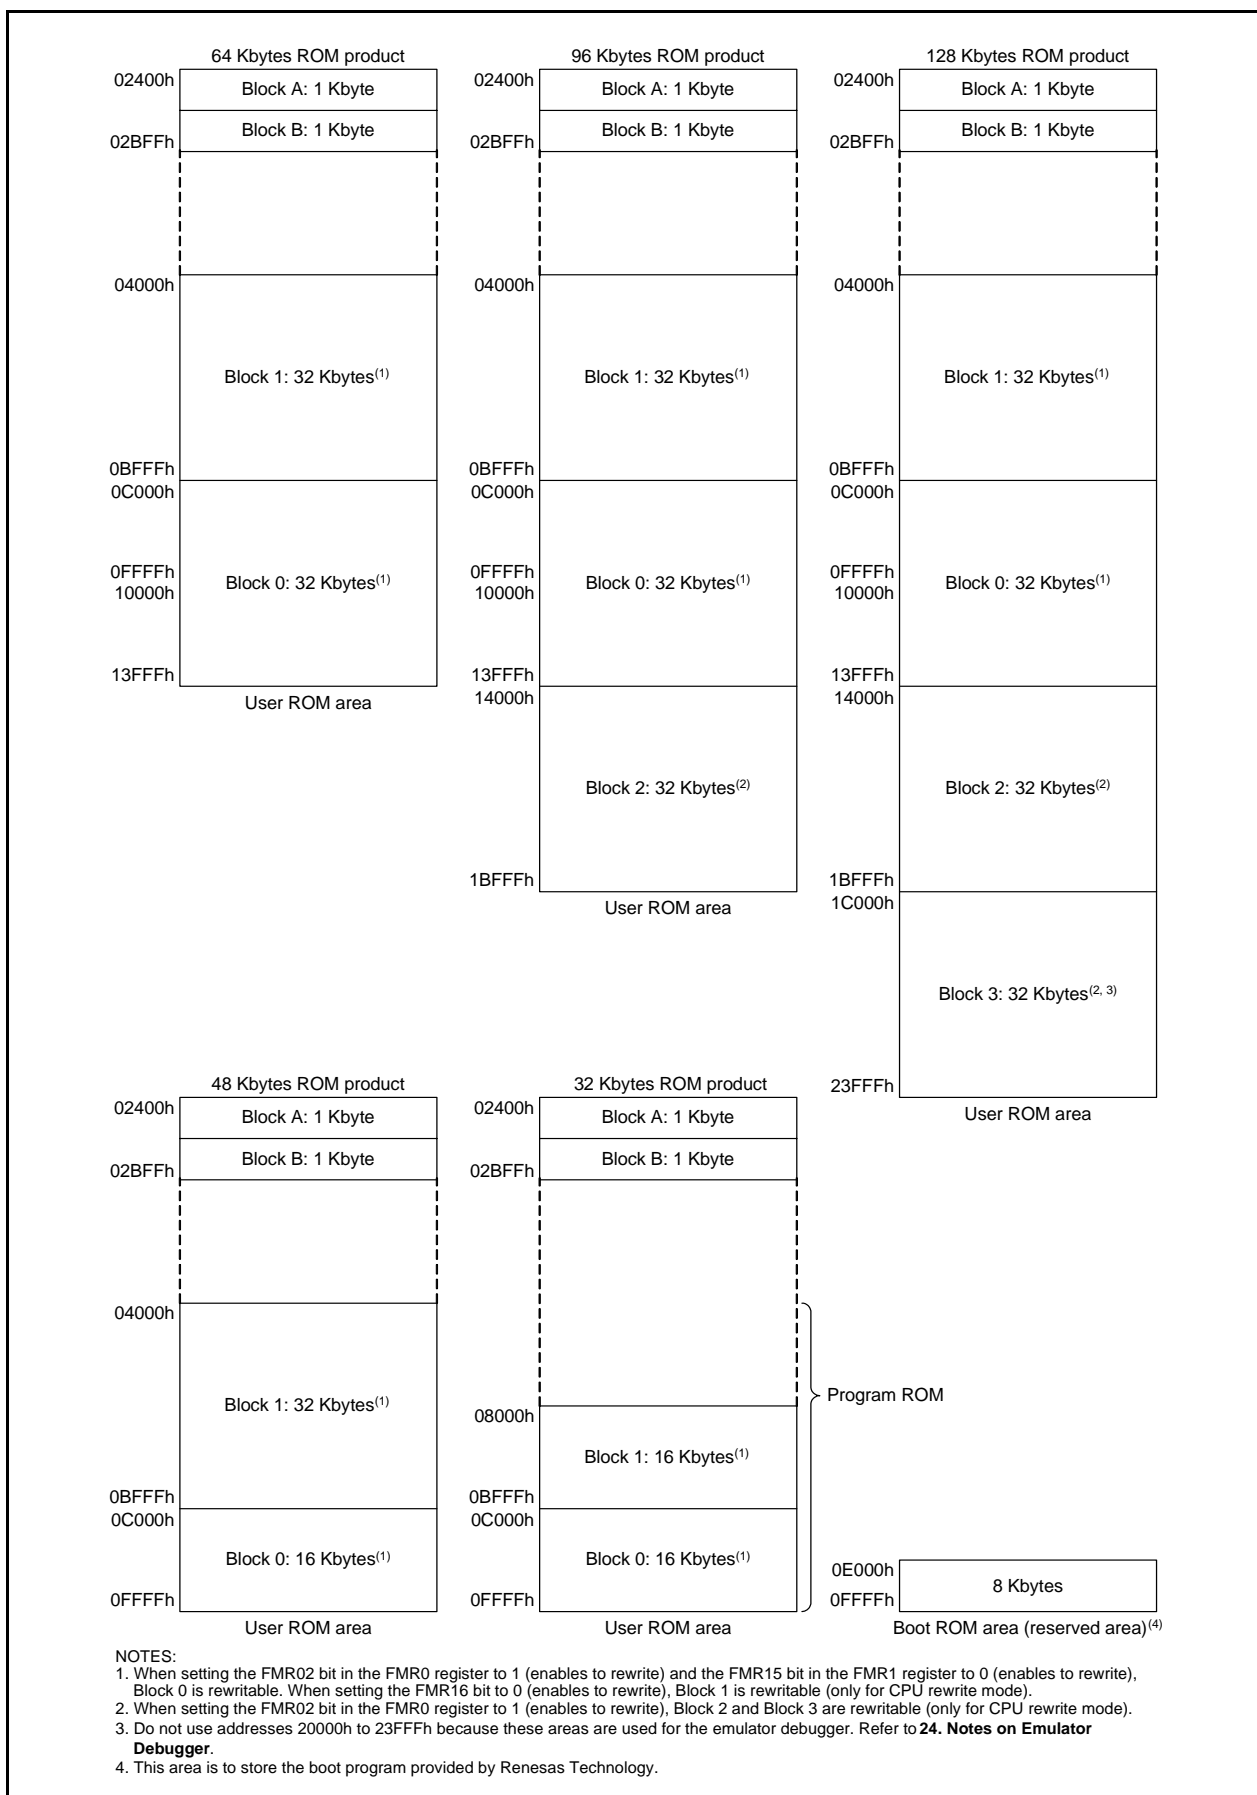 64 Kbytes ROM product
02400h
Block A: 1 Kbyte
Block B: 1 Kbyte
02BFFh
04000h
Block 1: 32 Kbytes(1)
0BFFFh
0C000h
0FFFFh
Block 0: 32 Kbytes(1)
10000h
13FFFh
User ROM area
96 Kbytes ROM product
02400h
Block A: 1 Kbyte
Block B: 1 Kbyte
02BFFh
04000h
Block 1: 32 Kbytes(1)
0BFFFh
0C000h
0FFFFh
Block 0: 32 Kbytes(1)
10000h
13FFFh
14000h
Block 2: 32 Kbytes(2)
1BFFFh
User ROM area
128 Kbytes ROM product
02400h
Block A: 1 Kbyte
Block B: 1 Kbyte
02BFFh
04000h
Block 1: 32 Kbytes(1)
0BFFFh
0C000h
0FFFFh
Block 0: 32 Kbytes(1)
10000h
13FFFh
14000h
Block 2: 32 Kbytes(2)
1BFFFh
1C000h
Block 3: 32 Kbytes(2, 3)
23FFFh
User ROM area
48 Kbytes ROM product
02400h
Block A: 1 Kbyte
Block B: 1 Kbyte
02BFFh
04000h
Block 1: 32 Kbytes(1)
0BFFFh
0C000h
Block 0: 16 Kbytes(1)
0FFFFh
User ROM area
32 Kbytes ROM product
02400h
Block A: 1 Kbyte
Block B: 1 Kbyte
02BFFh
Program ROM
08000h
Block 1: 16 Kbytes(1)
0BFFFh
0C000h
Block 0: 16 Kbytes(1)
0FFFFh
User ROM area
0E000h
8 Kbytes
0FFFFh
Boot ROM area (reserved area)(4)
NOTES:
1. When setting the FMR02 bit in the FMR0 register to 1 (enables to rewrite) and the FMR15 bit in the FMR1 register to 0 (enables to rewrite),
Block 0 is rewritable. When setting the FMR16 bit to 0 (enables to rewrite), Block 1 is rewritable (only for CPU rewrite mode).
2. When setting the FMR02 bit in the FMR0 register to 1 (enables to rewrite), Block 2 and Block 3 are rewritable (only for CPU rewrite mode).
3. Do not use addresses 20000h to 23FFFh because these areas are used for the emulator debugger. Refer to 24. Notes on Emulator
Debugger.
4. This area is to store the boot program provided by Renesas Technology.